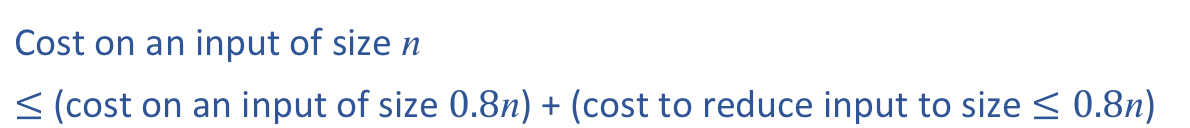 Cost on an input of size n
≤ (cost on an input of size 0.8n) + (cost to reduce input to size ≤ 0.8n)